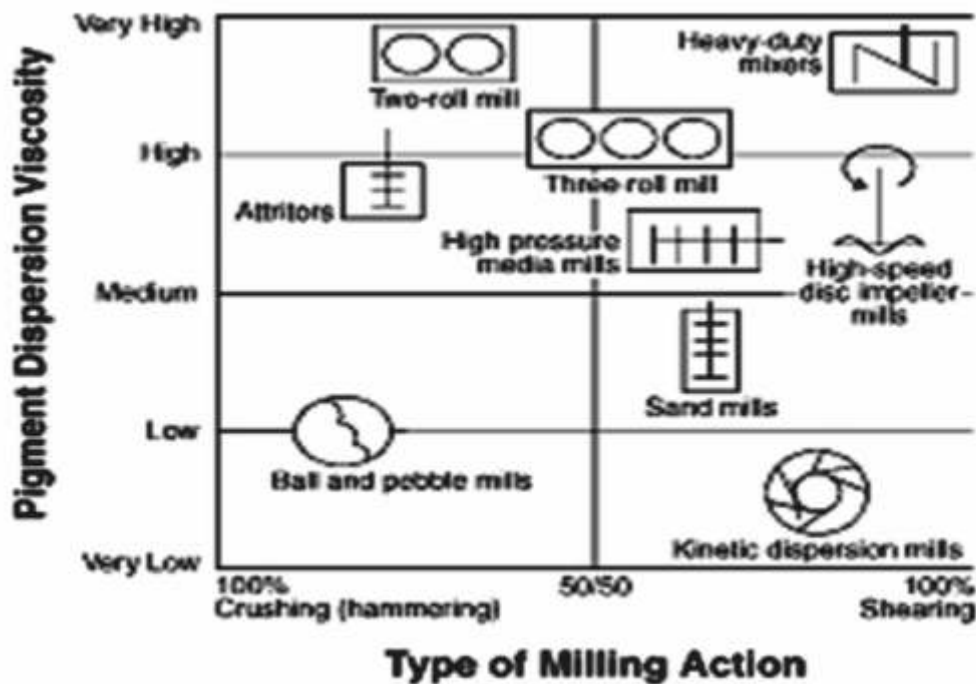 Pigment Dispersion Viscosity
Very High
High
Medium
Low
Very Low
Two-roll mill
Heavy-duty
mixers
Three-roll mill
Attritors
High pressure
media mills
High-speed
disc impeller
mills
Sand mills
Ball and pebble mills
Kinetic dispersion mills
100%
Crushing (hammering)
50/50
100%
Shearing
Type of Milling Action